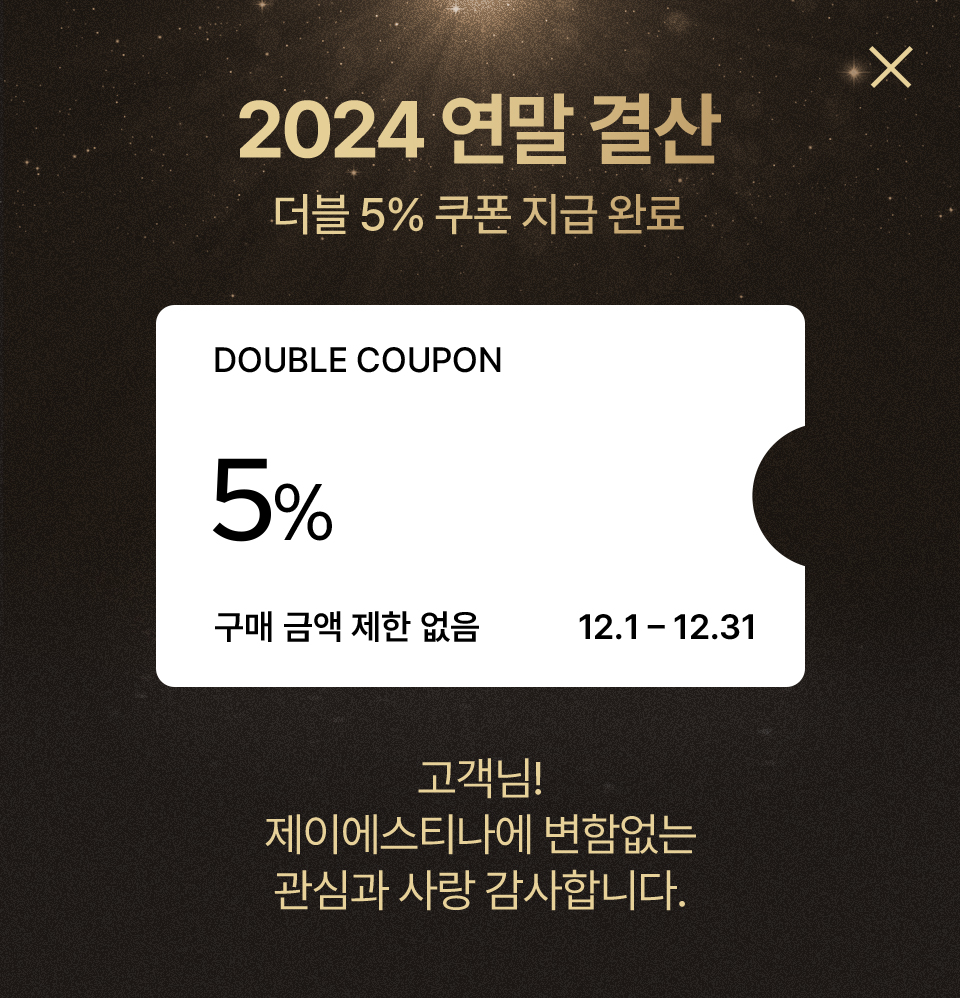 2024 연말 결산
더블 5% 쿠폰 지급 완료
DOUBLE COUPON
5%
구매 금액 제한 없음
12.1 – 12.31
고객님!
제이에스티나에 변함없는
관심과 사랑 감사합니다.